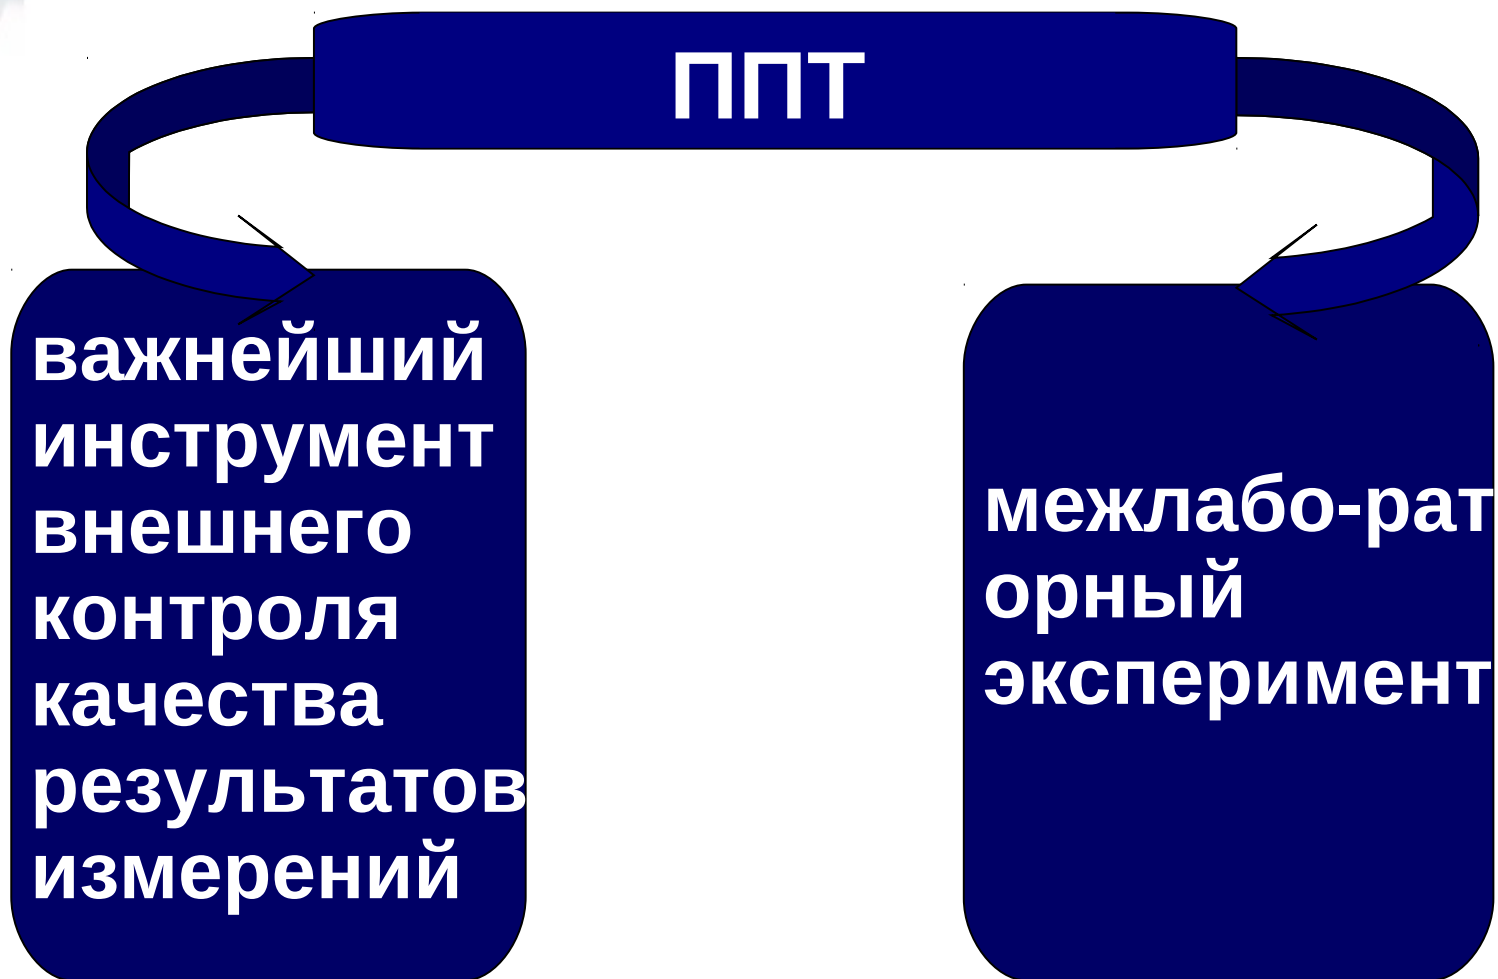 ППТ
важнейший
инструмент
внешнего
контроля
качества
результатов
измерений
межлабо-рат
орный
эксперимент